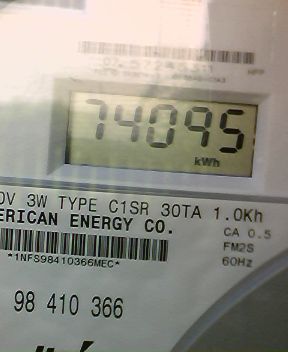 74095
kWh
0V 3W TYPE C1SR 30TA 1.0Kh
ERICAN ENERGY CO.
CA 0.5
FM2S
*1NFS98410366MEC*
60Hz
98 410 366